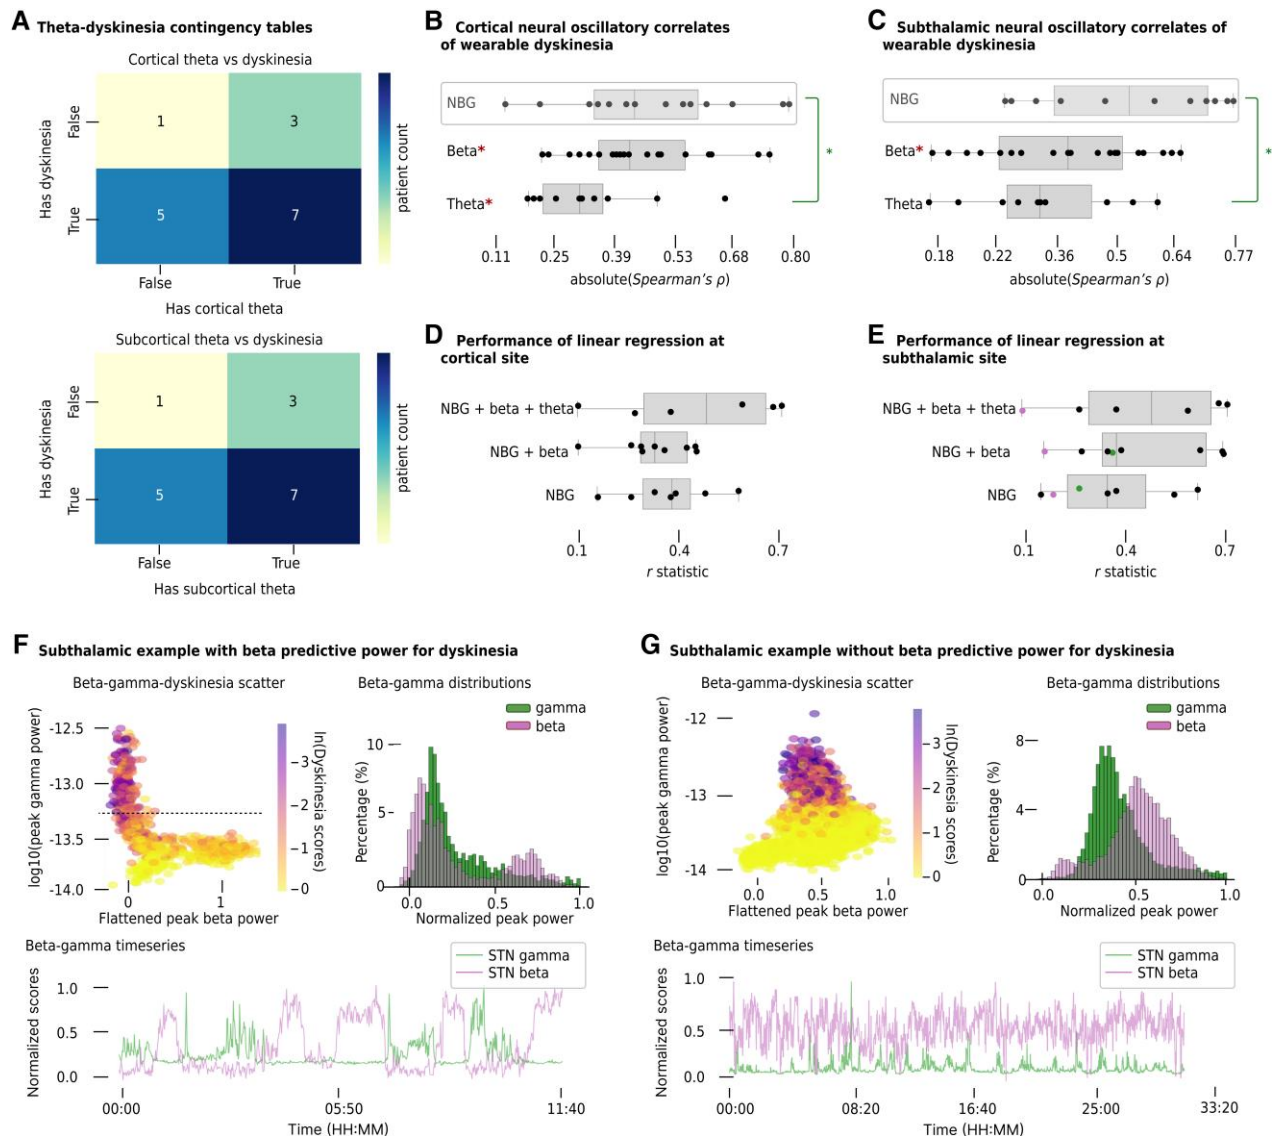 A Theta-dyskinesia contingency tables
Cortical theta vs dyskinesia
Has dyskinesia
False
True
1
3
5
7
False
True
Has cortical theta
patient count
Subcortical theta vs dyskinesia
Has dyskinesia
False
True
1
3
5
7
False
True
Has subcortical theta
patient count
B Cortical neural oscillatory correlates
of wearable dyskinesia
NBG
Beta*
Theta*
*
0.11 0.25 0.39 0.53 0.68 0.80
absolute(Spearman's ρ)
C Subthalamic neural oscillatory correlates of
wearable dyskinesia
NBG
Beta*
Theta
*
0.18 0.22 0.36 0.5 0.64 0.77
absolute(Spearman's ρ)
D Performance of linear regression at
cortical site
NBG + beta + theta
NBG + beta
NBG
0.1 0.4 0.7
r statistic
E Performance of linear regression at
subthalamic site
NBG + beta + theta
NBG + beta
NBG
0.1 0.4 0.7
r statistic
F Subthalamic example with beta predictive power for dyskinesia
Beta-gamma-dyskinesia scatter
log10(peak gamma power)
-12.5
-13.0
-13.5
-14.0
0 1
Flattened peak beta power
3
2
1
0
ln(Dyskinesia scores)
Beta-gamma distributions
gamma
beta
Percentage (%)
10
5
0
0.0 0.5 1.0
Normalized peak power
Beta-gamma timeseries
STN gamma
STN beta
Normalized scores
1.0
0.5
0.0
00:00 05:50 11:40
Time (HH:MM)
G Subthalamic example without beta predictive power for dyskinesia
Beta-gamma-dyskinesia scatter
log10(peak gamma power)
-12
-13
-14
0.0 0.5 1.0
Flattened peak beta power
3
2
1
0
ln(Dyskinesia scores)
Beta-gamma distributions
gamma
beta
Percentage (%)
8
4
0
0.0 0.5 1.0
Normalized peak power
Beta-gamma timeseries
STN gamma
STN beta
Normalized scores
1.0
0.5
0.0
00:00 08:20 16:40 25:00 33:20
Time (HH:MM)